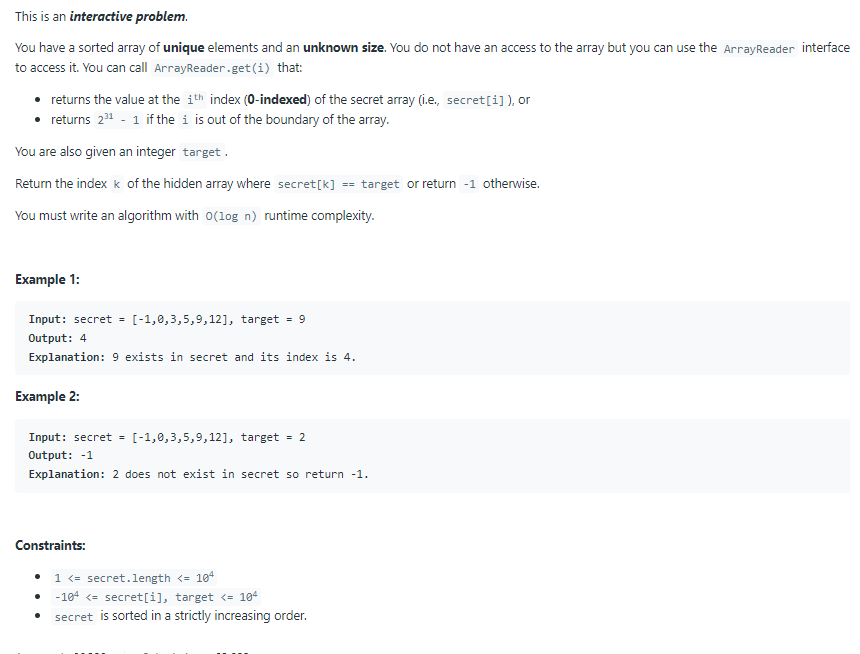 This is an interactive problem.
You have a sorted array of unique elements and an unknown size. You do not have an access to the array but you can use the ArrayReader interface
to access it. You can call ArrayReader.get(i) that:
• returns the value at the ith index (0-indexed) of the secret array (i.e., secret[i]), or
• returns 2^31 - 1 if the i is out of the boundary of the array.
You are also given an integer target.
Return the index k of the hidden array where secret[k] == target or return -1 otherwise.
You must write an algorithm with O(log n) runtime complexity.
Example 1:
Input: secret = [-1,0,3,5,9,12], target = 9
Output: 4
Explanation: 9 exists in secret and its index is 4.
Example 2:
Input: secret = [-1,0,3,5,9,12], target = 2
Output: -1
Explanation: 2 does not exist in secret so return -1.
Constraints:
• 1 <= secret.length <= 10^4
• -10^4 <= secret[i], target <= 10^4
• secret is sorted in a strictly increasing order.